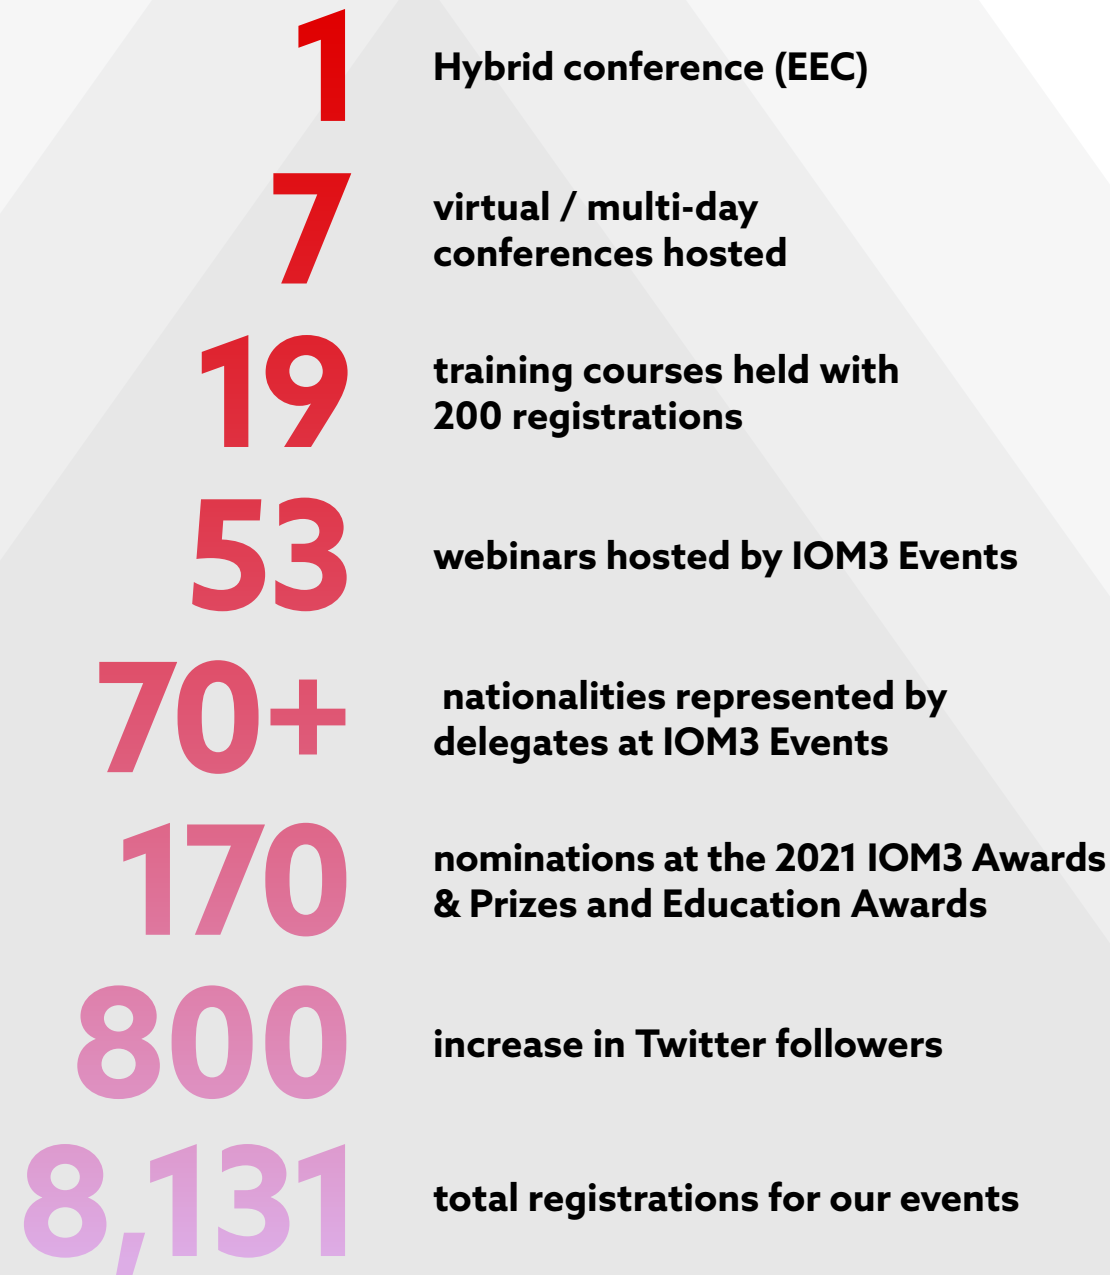 1
Hybrid conference (EEC)
7
virtual / multi-day
conferences hosted
19
training courses held with
200 registrations
53
webinars hosted by IOM3 Events
70+
nationalities represented by
delegates at IOM3 Events
170
nominations at the 2021 IOM3 Awards
& Prizes and Education Awards
800
increase in Twitter followers
8,131
total registrations for our events